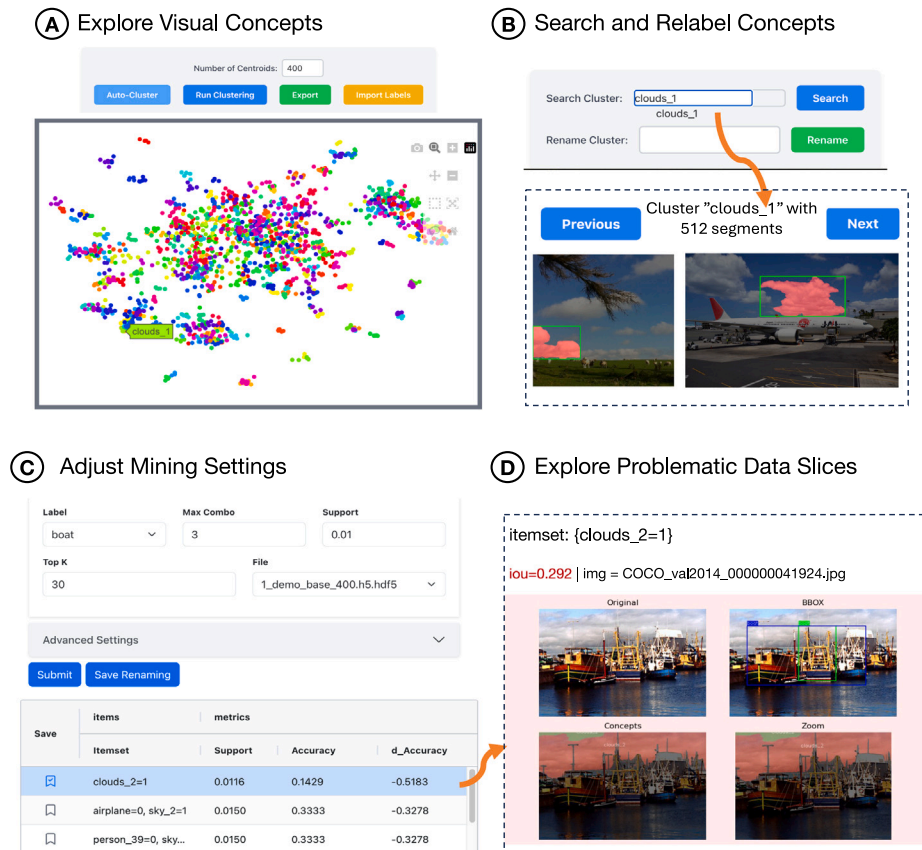 A Explore Visual Concepts
Number of Centroids: 400
Auto-Cluster Run Clustering Export Import Labels
clouds_1
B Search and Relabel Concepts
Search Cluster: clouds_1 Search
clouds_1
Rename Cluster: Rename
Previous Cluster "clouds_1" with Next
512 segments
C Adjust Mining Settings
Label Max Combo Support
boat 3 0.01
Top K File
30 1_demo_base_400.h5.hdf5
Advanced Settings
Submit Save Renaming
Save items metrics
Itemset Support Accuracy d_Accuracy
clouds_2=1 0.0116 0.1429 -0.5183
airplane=0, sky_2=1 0.0150 0.3333 -0.3278
person_39=0, sky... 0.0150 0.3333 -0.3278
D Explore Problematic Data Slices
itemset: {clouds_2=1}
iou=0.292 | img = COCO_val2014_000000041924.jpg
Original BBOX
Concepts Zoom